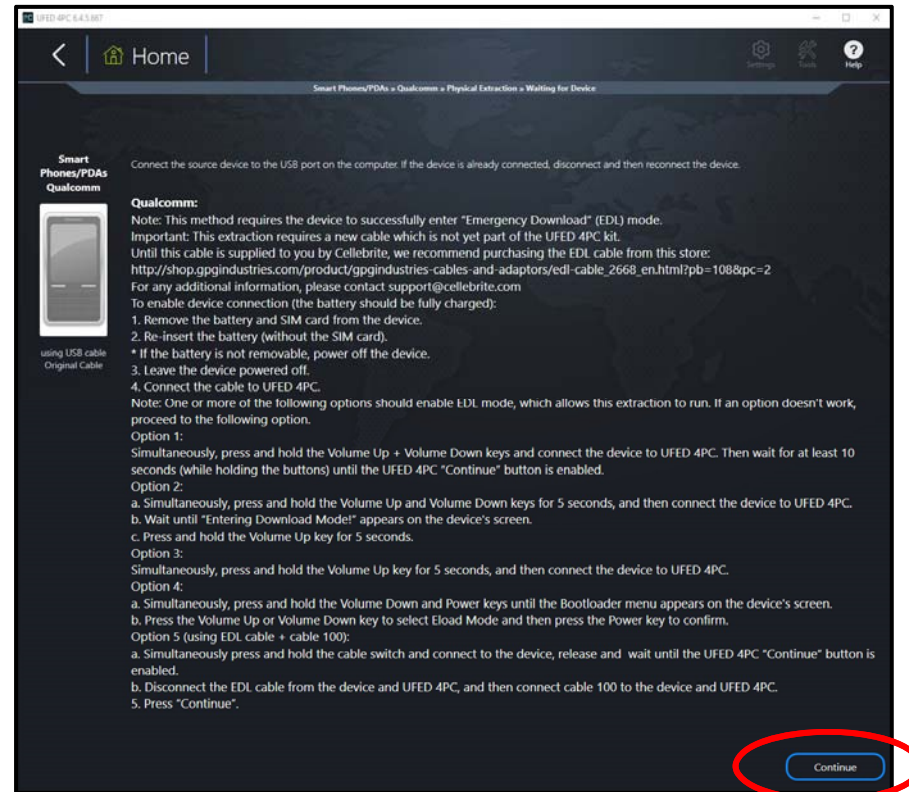 UFED 4PC 6.4.5.867
Home
Settings
Tools
?
Help
Smart Phones/PDAs » Qualcomm » Physical Extraction » Waiting for Device
Smart
Phones/PDAs
Qualcomm
using USB cable
Original Cable
Connect the source device to the USB port on the computer. If the device is already connected, disconnect and then reconnect the device.
Qualcomm:
Note: This method requires the device to successfully enter "Emergency Download" (EDL) mode.
Important: This extraction requires a new cable which is not yet part of the UFED 4PC kit.
Until this cable is supplied to you by Cellebrite, we recommend purchasing the EDL cable from this store:
http://shop.gpgindustries.com/product/gpgindustries-cables-and-adaptors/edl-cable_2668_en.html?pb=108&pc=2
For any additional information, please contact support@cellebrite.com
To enable device connection (the battery should be fully charged):
1. Remove the battery and SIM card from the device.
2. Re-insert the battery (without the SIM card).
* If the battery is not removable, power off the device.
3. Leave the device powered off.
4. Connect the cable to UFED 4PC.
Note: One or more of the following options should enable EDL mode, which allows this extraction to run. If an option doesn't work,
proceed to the following option.
Option 1:
Simultaneously, press and hold the Volume Up + Volume Down keys and connect the device to UFED 4PC. Then wait for at least 10
seconds (while holding the buttons) until the UFED 4PC "Continue" button is enabled.
Option 2:
a. Simultaneously, press and hold the Volume Up and Volume Down keys for 5 seconds, and then connect the device to UFED 4PC.
b. Wait until "Entering Download Mode!" appears on the device's screen.
c. Press and hold the Volume Up key for 5 seconds.
Option 3:
Simultaneously, press and hold the Volume Up key for 5 seconds, and then connect the device to UFED 4PC.
Option 4:
a. Simultaneously, press and hold the Volume Down and Power keys until the Bootloader menu appears on the device's screen.
b. Press the Volume Up or Volume Down key to select Eload Mode and then press the Power key to confirm.
Option 5 (using EDL cable + cable 100):
a. Simultaneously press and hold the cable switch and connect to the device, release and wait until the UFED 4PC "Continue" button is
enabled.
b. Disconnect the EDL cable from the device and UFED 4PC, and then connect cable 100 to the device and UFED 4PC.
5. Press "Continue".
Continue